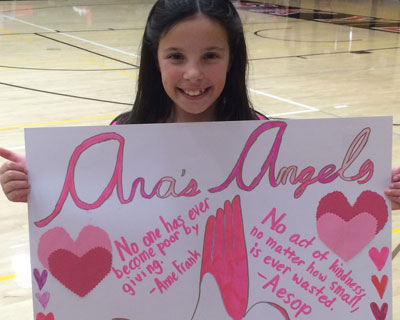 Ara's Angels
No one has ever
become poor by
giving.
-Anne Frank
No act of kindness,
no matter how small,
is ever wasted.
-Aesop